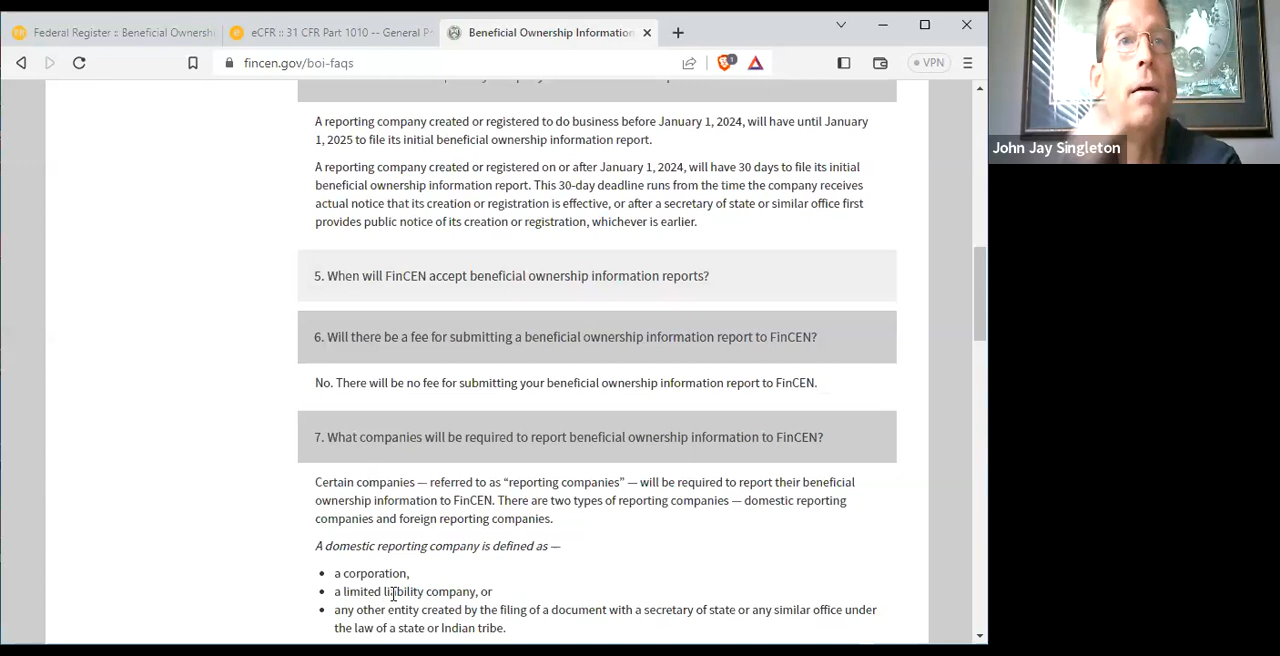 Federal Register :: Beneficial Ownershi
eCFR :: 31 CFR Part 1010 -- General P
Beneficial Ownership Information
fincen.gov/boi-faqs
1
VPN
John Jay Singleton
A reporting company created or registered to do business before January 1, 2024, will have until January
1, 2025 to file its initial beneficial ownership information report.
A reporting company created or registered on or after January 1, 2024, will have 30 days to file its initial
beneficial ownership information report. This 30-day deadline runs from the time the company receives
actual notice that its creation or registration is effective, or after a secretary of state or similar office first
provides public notice of its creation or registration, whichever is earlier.
5. When will FinCEN accept beneficial ownership information reports?
6. Will there be a fee for submitting a beneficial ownership information report to FinCEN?
No. There will be no fee for submitting your beneficial ownership information report to FinCEN.
7. What companies will be required to report beneficial ownership information to FinCEN?
Certain companies — referred to as “reporting companies” — will be required to report their beneficial
ownership information to FinCEN. There are two types of reporting companies — domestic reporting
companies and foreign reporting companies.
A domestic reporting company is defined as —
• a corporation,
• a limited liability company, or
• any other entity created by the filing of a document with a secretary of state or any similar office under
the law of a state or Indian tribe.